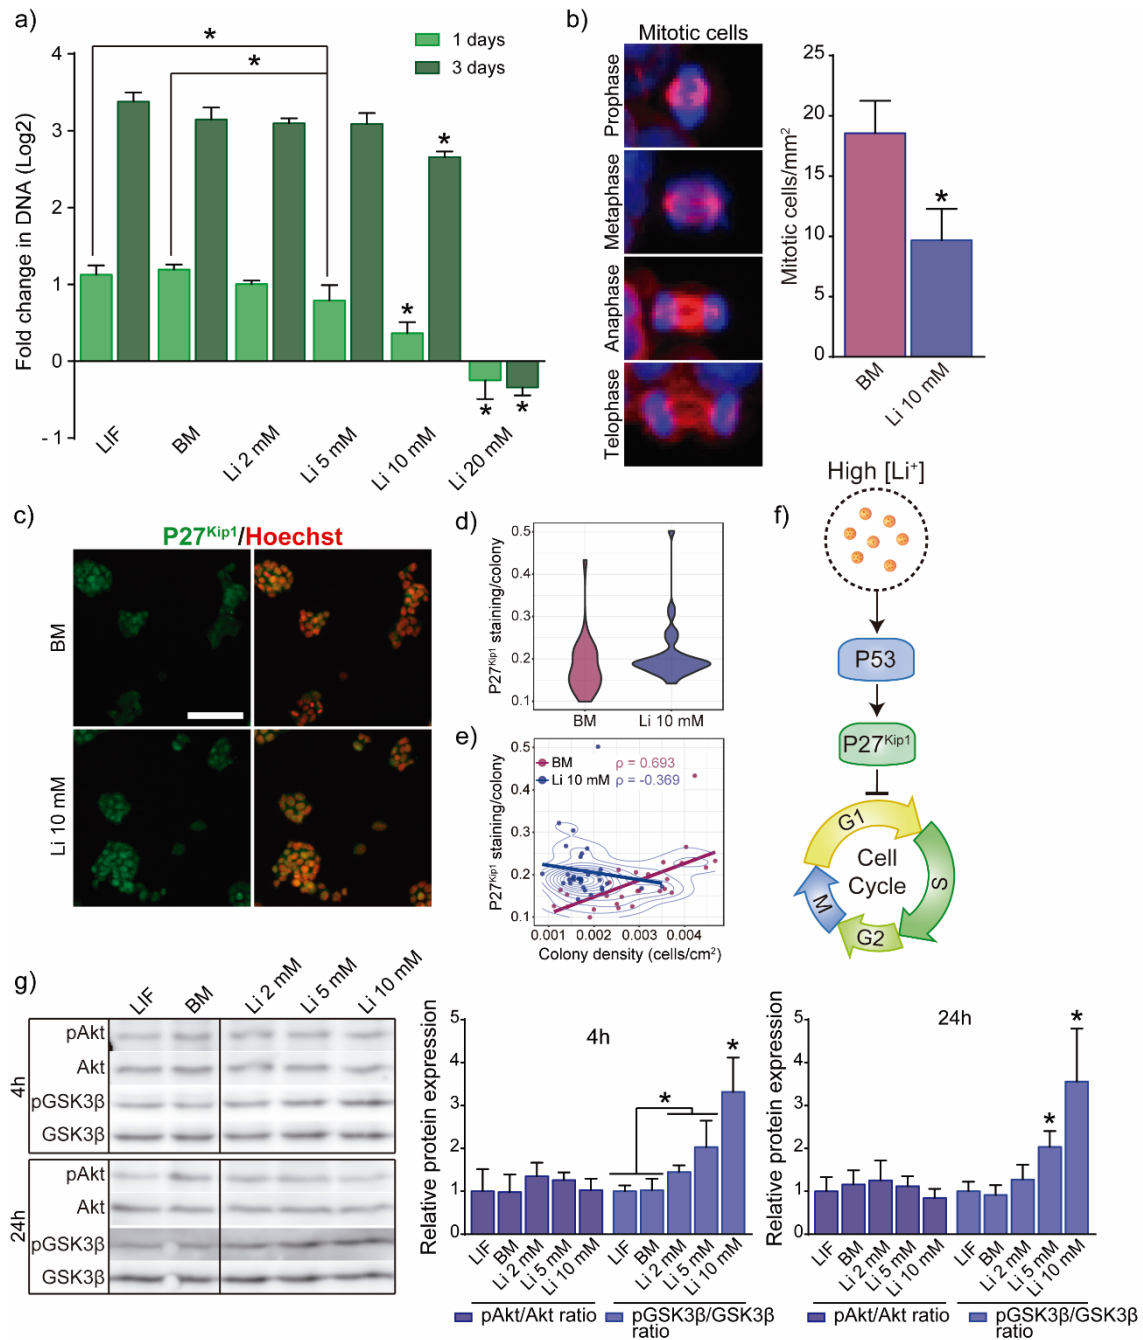 a)
Fold change in DNA (Log2)
4
3
2
1
0
-1
*
*
*
*
*
*
1 days
3 days
LIF
BM
Li 2 mM
Li 5 mM
Li 10 mM
Li 20 mM
b)
Mitotic cells
Prophase
Metaphase
Anaphase
Telophase
Mitotic cells/mm²
25
20
15
10
5
0
*
BM
Li 10 mM
c)
P27ᴷⁱᵖ¹/Hoechst
BM
Li 10 mM
d)
P27ᴷⁱᵖ¹ staining/colony
0.5
0.4
0.3
0.2
0.1
BM
Li 10 mM
e)
P27ᴷⁱᵖ¹ staining/colony
0.5
0.4
0.3
0.2
0.1
BM ρ = 0.693
Li 10 mM ρ = -0.369
0.001 0.002 0.003 0.004
Colony density (cells/cm²)
f)
High [Li⁺]
P53
P27ᴷⁱᵖ¹
G1
S
G2
M
Cell
Cycle
g)
LIF
BM
Li 2 mM
Li 5 mM
Li 10 mM
4h
pAkt
Akt
pGSK3β
GSK3β
24h
pAkt
Akt
pGSK3β
GSK3β
Relative protein expression
5
4
3
2
1
0
4h
*
*
LIF
BM
Li 2 mM
Li 5 mM
Li 10 mM
LIF
BM
Li 2 mM
Li 5 mM
Li 10 mM
pAkt/Akt ratio
pGSK3β/GSK3β
ratio
Relative protein expression
5
4
3
2
1
0
24h
*
*
LIF
BM
Li 2 mM
Li 5 mM
Li 10 mM
LIF
BM
Li 2 mM
Li 5 mM
Li 10 mM
pAkt/Akt ratio
pGSK3β/GSK3β
ratio